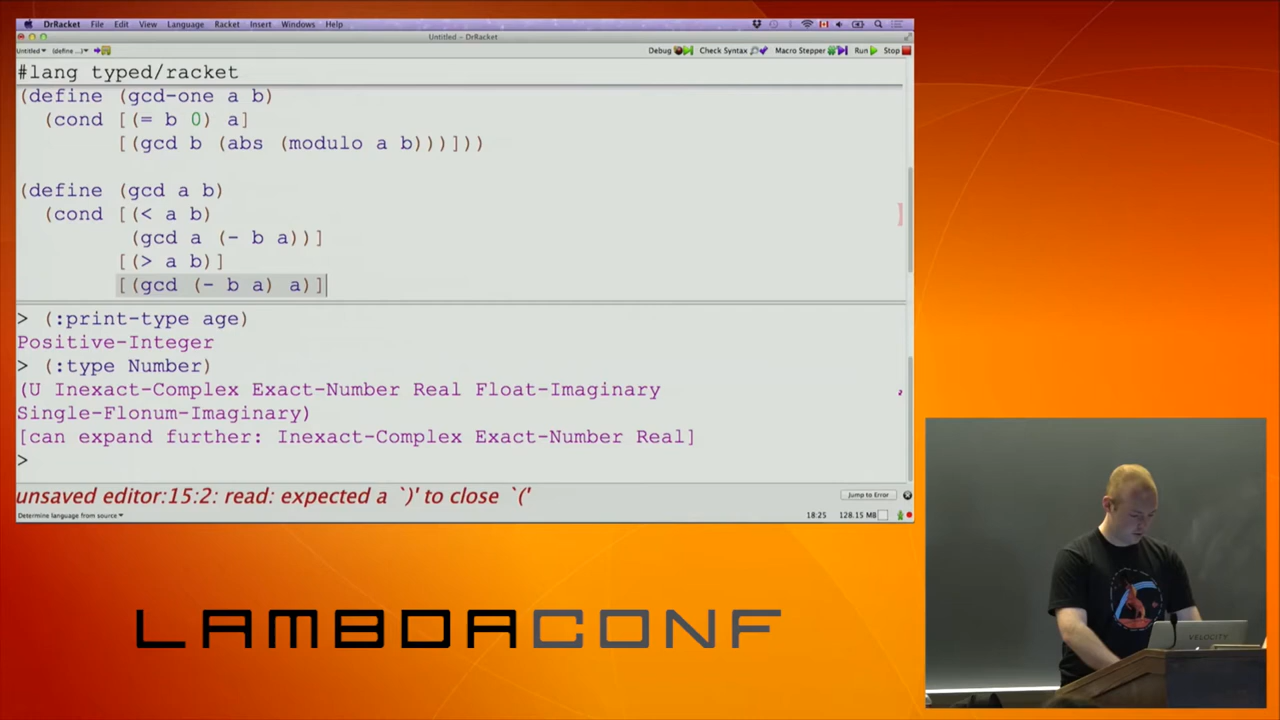 DrRacket File Edit View Language Racket Insert Windows Help
Untitled - DrRacket
Untitled (define ...) Debug Check Syntax Macro Stepper Run Stop
#lang typed/racket
(define (gcd-one a b)
(cond [(= b 0) a]
[(gcd b (abs (modulo a b)))]))
(define (gcd a b)
(cond [(< a b)
(gcd a (- b a))]
[(> a b)]
[(gcd (- b a) a)]
> (:print-type age)
Positive-Integer
> (:type Number)
(U Inexact-Complex Exact-Number Real Float-Imaginary
Single-Flonum-Imaginary)
[can expand further: Inexact-Complex Exact-Number Real]
>
unsaved editor:15:2: read: expected a `)' to close `('
Jump to Error
Determine language from source 18:25 128.15 MB
LAMBDACONF
VELOCITY